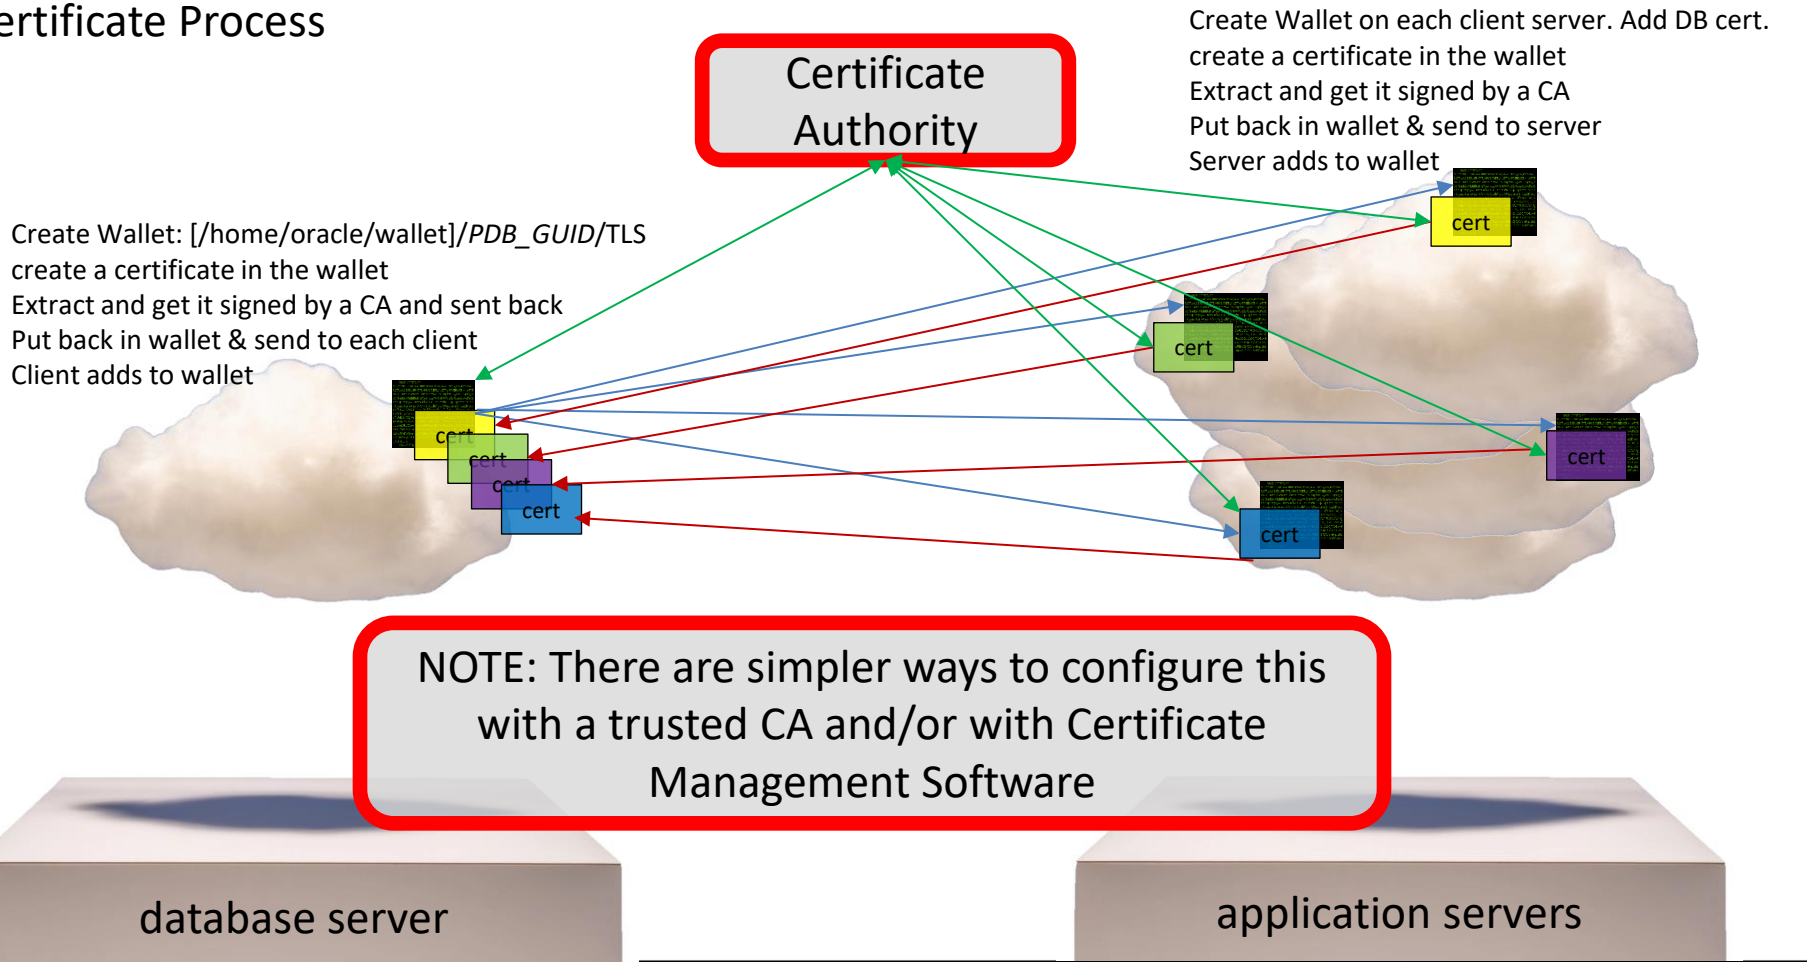 ertificate Process
Create Wallet on each client server. Add DB cert.
create a certificate in the wallet
Extract and get it signed by a CA
Put back in wallet & send to server
Server adds to wallet
Certificate
Authority
Create Wallet: [/home/oracle/wallet]/PDB_GUID/TLS
create a certificate in the wallet
Extract and get it signed by a CA and sent back
Put back in wallet & send to each client
Client adds to wallet
cert
cert
cert
cert
cert
cert
cert
cert
NOTE: There are simpler ways to configure this
with a trusted CA and/or with Certificate
Management Software
database server
application servers